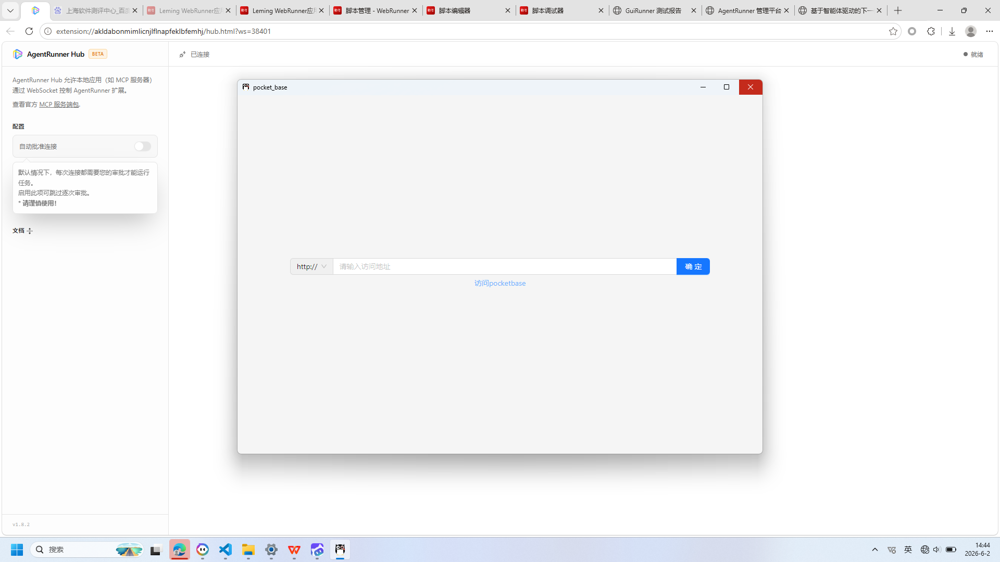 上海软件测评中心_百度
Leming WebRunner应用
Leming WebRunner应用
脚本管理 - WebRunner
脚本编辑器
脚本调试器
GuiRunner 测试报告
AgentRunner 管理平台
基于智能体驱动的下一
extension://akldabonmimlicnjlflnapfeklbfemhj/hub.html?ws=38401
AgentRunner Hub BETA
已连接
就绪
AgentRunner Hub 允许本地应用（如 MCP 服务器）
通过 WebSocket 控制 AgentRunner 扩展。
查看官方 MCP 服务端包。
配置
自动批准连接
默认情况下，每次连接都需要您的审批才能运行
任务。
启用此项可跳过逐次审批。
* 请谨慎使用！
文档
v1.8.2
pocket_base
http://
请输入访问地址
确 定
访问pocketbase
搜索
英
14:44
2026-6-2